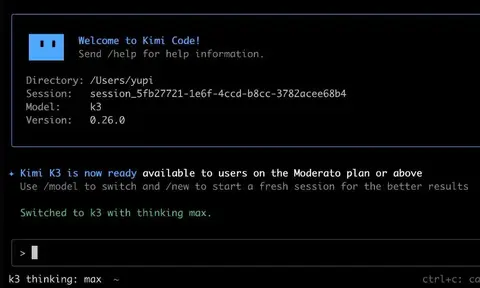 Welcome to Kimi Code!
Send /help for help information.
Directory: /Users/yupi
Session: session_5fb27721-1e6f-4ccd-b8cc-3782acee68b4
Model: k3
Version: 0.26.0
✦ Kimi K3 is now ready available to users on the Moderato plan or above
Use /model to switch and /new to start a fresh session for the better results
Switched to k3 with thinking max.
>
k3 thinking: max ~ ctrl+c: ca